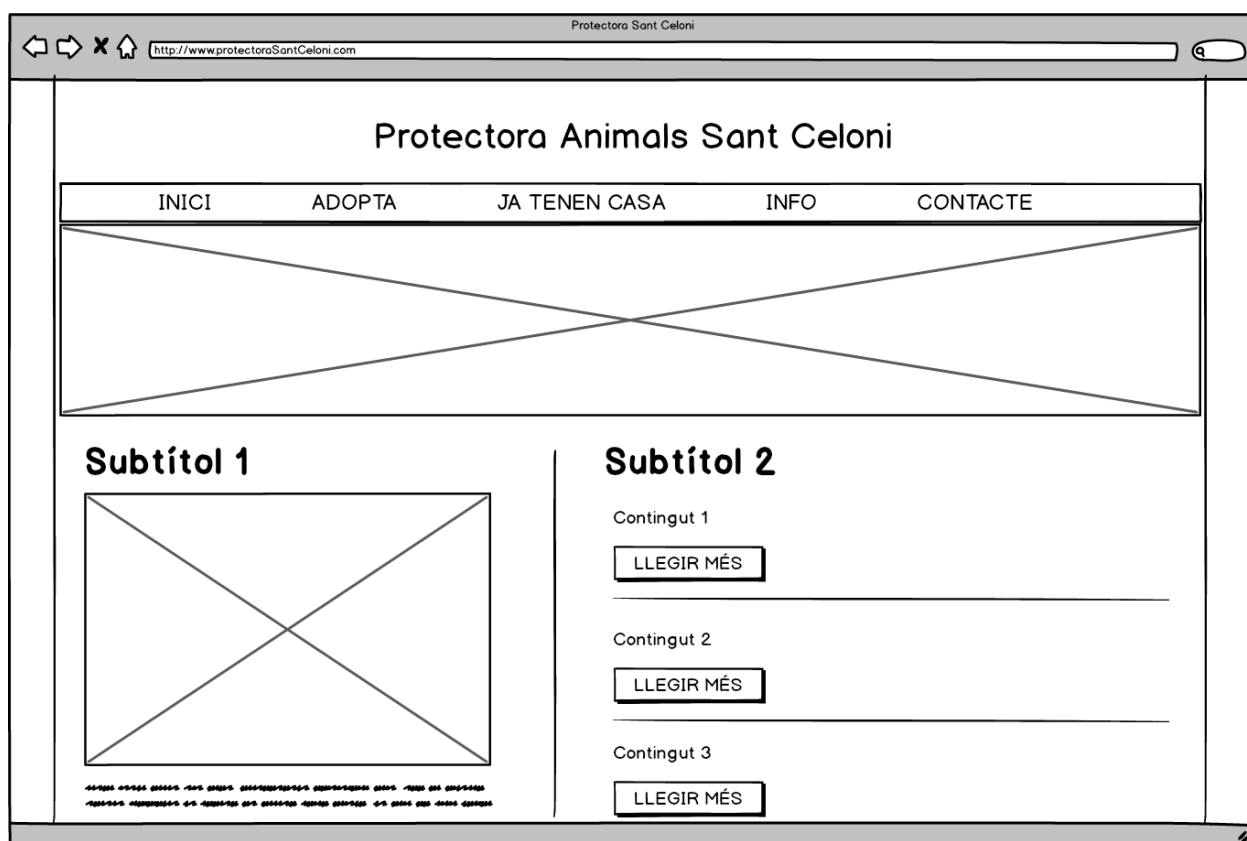 Protectora Sant Celoni
http://www.protectoraSantCeloni.com
Protectora Animals Sant Celoni
INICI ADOPTA JA TENEN CASA INFO CONTACTE
Subtítol 1
Subtítol 2
Contingut 1
LLEGIR MÉS
Contingut 2
LLEGIR MÉS
Contingut 3
LLEGIR MÉS